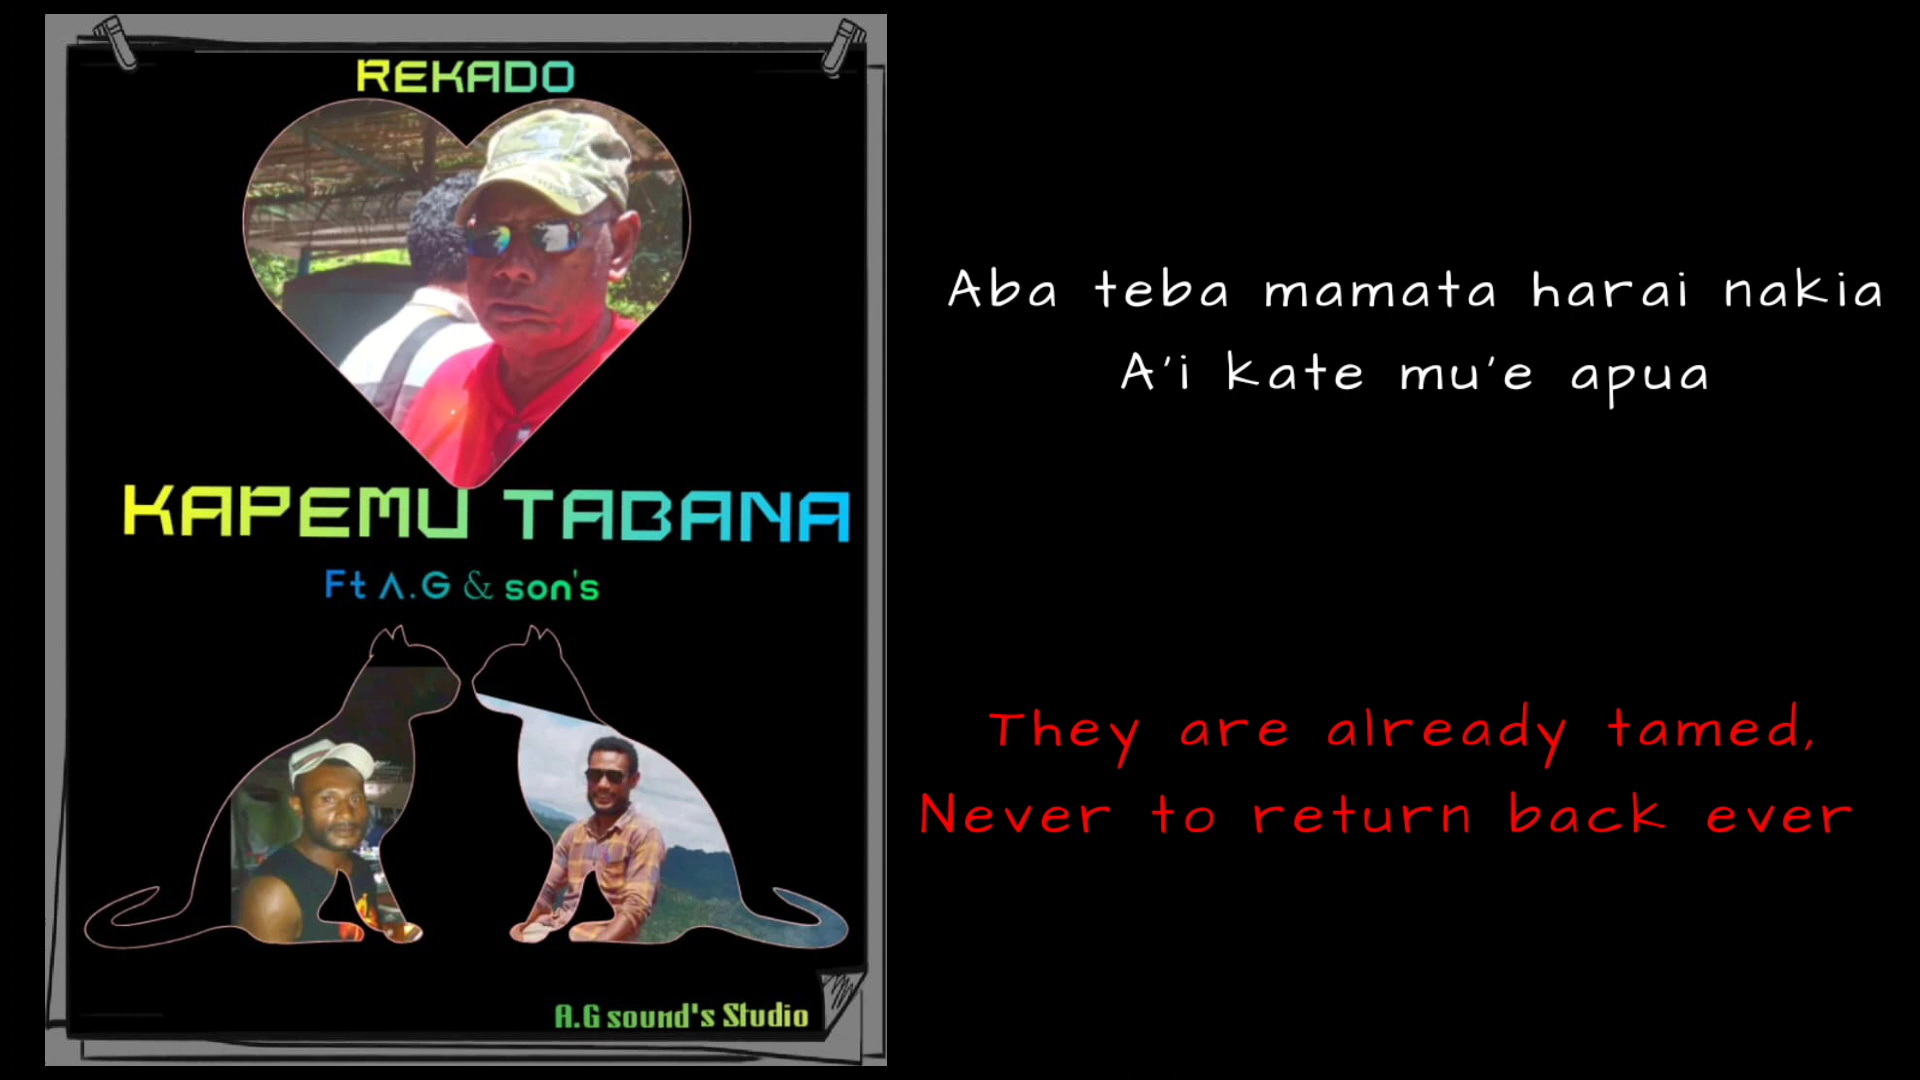 REKADO
KAPEMU TABANA
Ft A.G & son's
A.G sound's Studio
Aba teba mamata harai nakia
A'i kate mu'e apua
They are already tamed,
Never to return back ever